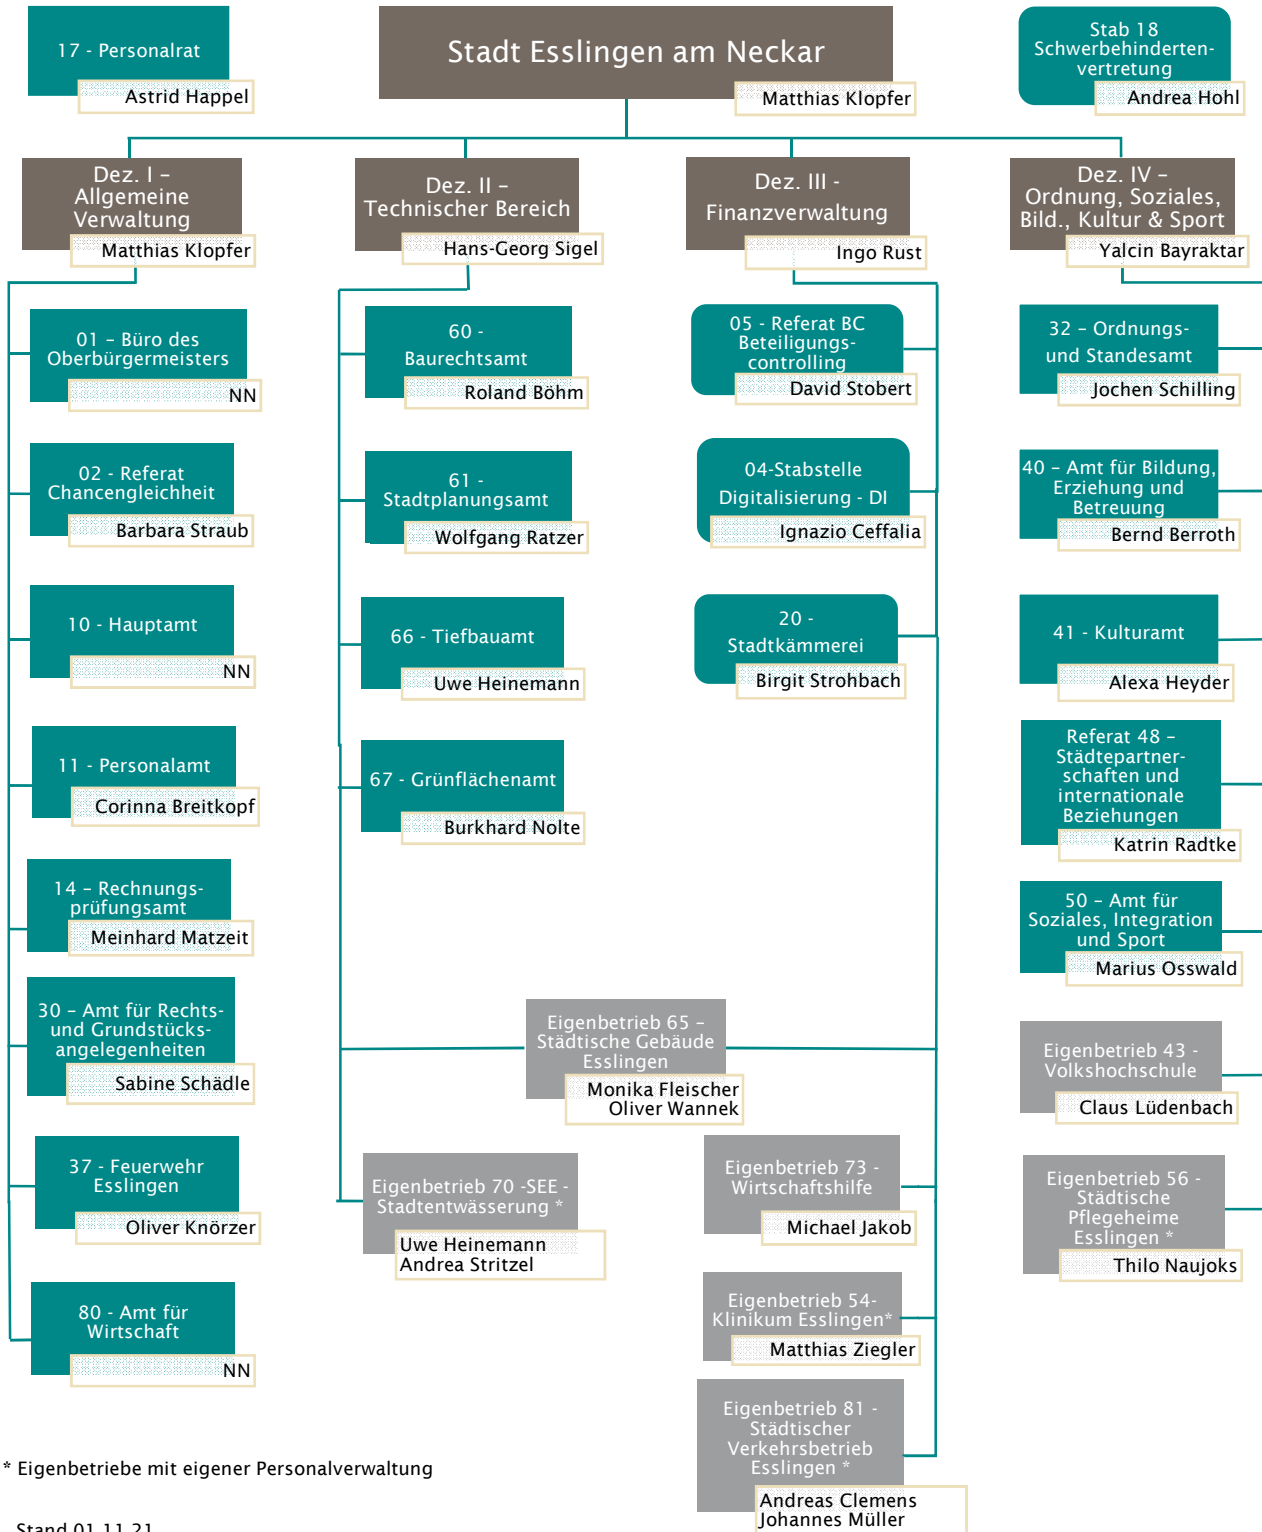 17 - Personalrat
Astrid Happel
Stadt Esslingen am Neckar
Matthias Klopfer
Stab 18
Schwerbehinderten-
vertretung
Andrea Hohl
Dez. I –
Allgemeine
Verwaltung
Matthias Klopfer
Dez. II –
Technischer Bereich
Hans-Georg Sigel
Dez. III -
Finanzverwaltung
Ingo Rust
Dez. IV –
Ordnung, Soziales,
Bild., Kultur & Sport
Yalcin Bayraktar
01 – Büro des
Oberbürgermeisters
NN
02 - Referat
Chancengleichheit
Barbara Straub
10 - Hauptamt
NN
11 - Personalamt
Corinna Breitkopf
14 – Rechnungs-
prüfungsamt
Meinhard Matzeit
30 – Amt für Rechts-
und Grundstücks-
angelegenheiten
Sabine Schädle
37 - Feuerwehr
Esslingen
Oliver Knörzer
80 - Amt für
Wirtschaft
NN
60 -
Baurechtsamt
Roland Böhm
61 -
Stadtplanungsamt
Wolfgang Ratzer
66 - Tiefbauamt
Uwe Heinemann
67 - Grünflächenamt
Burkhard Nolte
Eigenbetrieb 65 –
Städtische Gebäude
Esslingen
Monika Fleischer
Oliver Wannek
Eigenbetrieb 70 -SEE -
Stadtentwässerung *
Uwe Heinemann
Andrea Stritzel
05 - Referat BC
Beteiligungs-
controlling
David Stobert
04-Stabstelle
Digitalisierung - DI
Ignazio Ceffalia
20 -
Stadtkämmerei
Birgit Strohbach
Eigenbetrieb 73 -
Wirtschaftshilfe
Michael Jakob
Eigenbetrieb 54-
Klinikum Esslingen*
Matthias Ziegler
Eigenbetrieb 81 -
Städtischer
Verkehrsbetrieb
Esslingen *
Andreas Clemens
Johannes Müller
32 – Ordnungs-
und Standesamt
Jochen Schilling
40 – Amt für Bildung,
Erziehung und
Betreuung
Bernd Berroth
41 - Kulturamt
Alexa Heyder
Referat 48 –
Städtepartner-
schaften und
internationale
Beziehungen
Katrin Radtke
50 – Amt für
Soziales, Integration
und Sport
Marius Osswald
Eigenbetrieb 43 -
Volkshochschule
Claus Lüdenbach
Eigenbetrieb 56 -
Städtische
Pflegeheime
Esslingen *
Thilo Naujoks
* Eigenbetriebe mit eigener Personalverwaltung
Stand 01.11.21